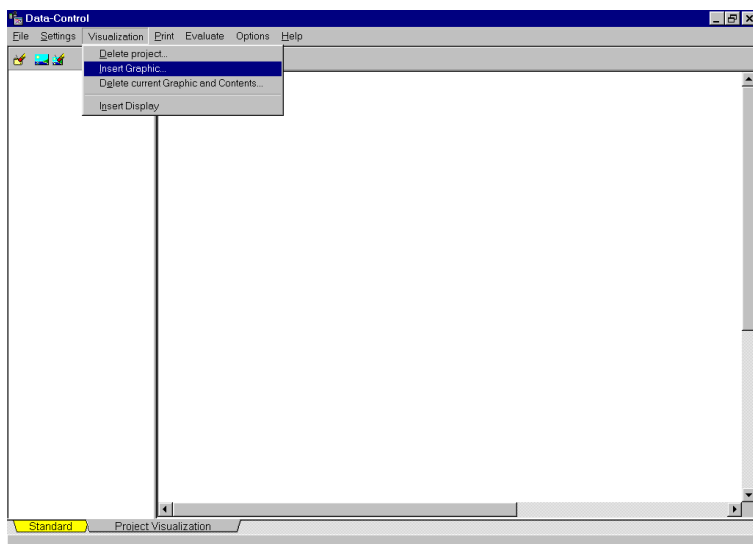 Data-Control
File Settings Visualization Print Evaluate Options Help
Delete project...
Insert Graphic...
Delete current Graphic and Contents...
Insert Display
Standard Project Visualization